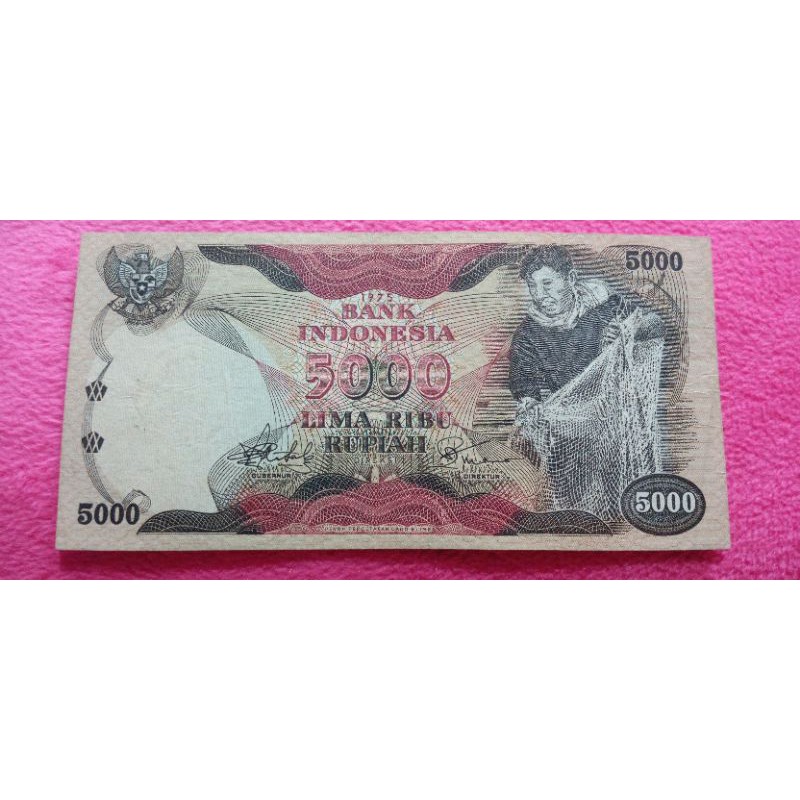 5000
1975
BANK
INDONESIA
5000
LIMA RIBU
RUPIAH
GUBERNUR
DIREKTUR
5000
5000